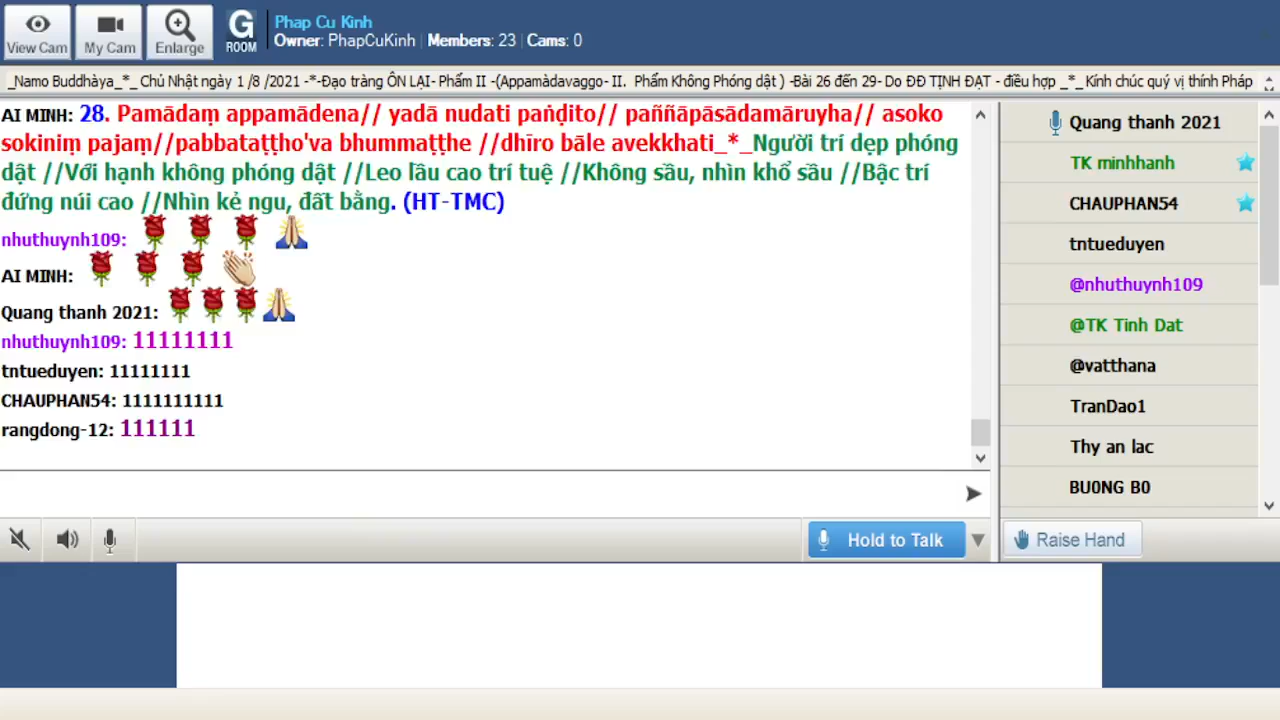 View Cam
My Cam
Enlarge
G
ROOM
Phap Cu Kinh
Owner: PhapCuKinh | Members: 23 | Cams: 0
_Namo Buddhàya_*_ Chủ Nhật ngày 1 /8 /2021 -*-Đạo tràng ÔN LẠI- Phẩm II -(Appamàdavaggo- II. Phẩm Không Phóng dật ) -Bài 26 đến 29- Do ĐĐ TỊNH ĐẠT - điều hợp _*_Kính chúc quý vị thính Pháp
AI MINH: 28. Pamādaṃ appamādena// yadā nudati paṇḍito// paññāpāsādamāruyha// asoko
sokiniṃ pajaṃ//pabbataṭṭho'va bhummaṭṭhe //dhīro bāle avekkhati_*_Người trí dẹp phóng
dật //Với hạnh không phóng dật //Leo lầu cao trí tuệ //Không sầu, nhìn khổ sầu //Bậc trí
đứng núi cao //Nhìn kẻ ngu, đất bằng. (HT-TMC)
nhuthuynh109:
AI MINH:
Quang thanh 2021:
nhuthuynh109: 11111111
tntueduyen: 11111111
CHAUPHAN54: 1111111111
rangdong-12: 111111
Quang thanh 2021
TK minhhanh
CHAUPHAN54
tntueduyen
@nhuthuynh109
@TK Tinh Dat
@vatthana
TranDao1
Thy an lac
BU0NG B0
Hold to Talk
Raise Hand